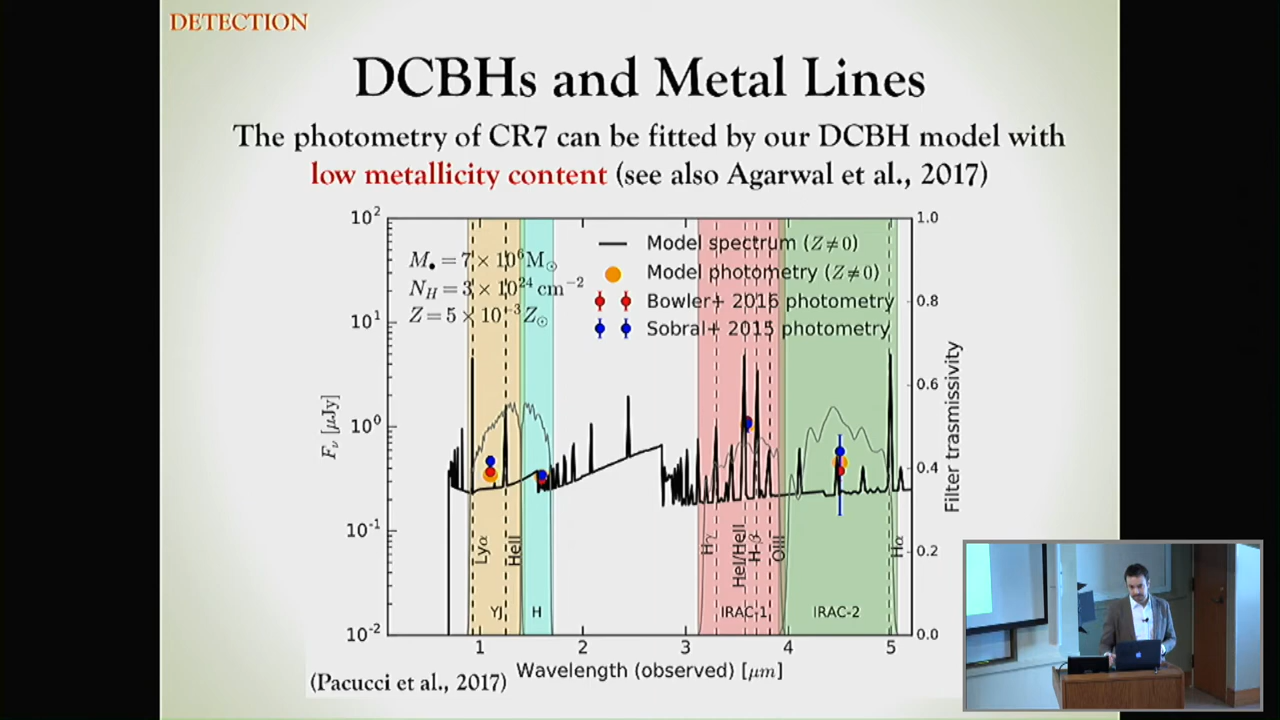 DETECTION
DCBHs and Metal Lines
The photometry of CR7 can be fitted by our DCBH model with
low metallicity content (see also Agarwal et al., 2017)
10² 1.0
M• = 7 × 10⁶ M☉
N_H = 3 × 10²⁴ cm⁻²
Z = 5 × 10⁻³ Z☉
Model spectrum (Z≠0)
Model photometry (Z≠0)
Bowler+ 2016 photometry
Sobral+ 2015 photometry
0.8
10¹
0.6
10⁰
0.4
10⁻¹
0.2
10⁻² 0.0
F_ν [μJy]
Filter trasmissivity
Lyα
HeII
Hγ
HeI/HeII
H-β
OIII
Hα
YJ H IRAC-1 IRAC-2
1 2 3 4 5
Wavelength (observed) [μm]
(Pacucci et al., 2017)